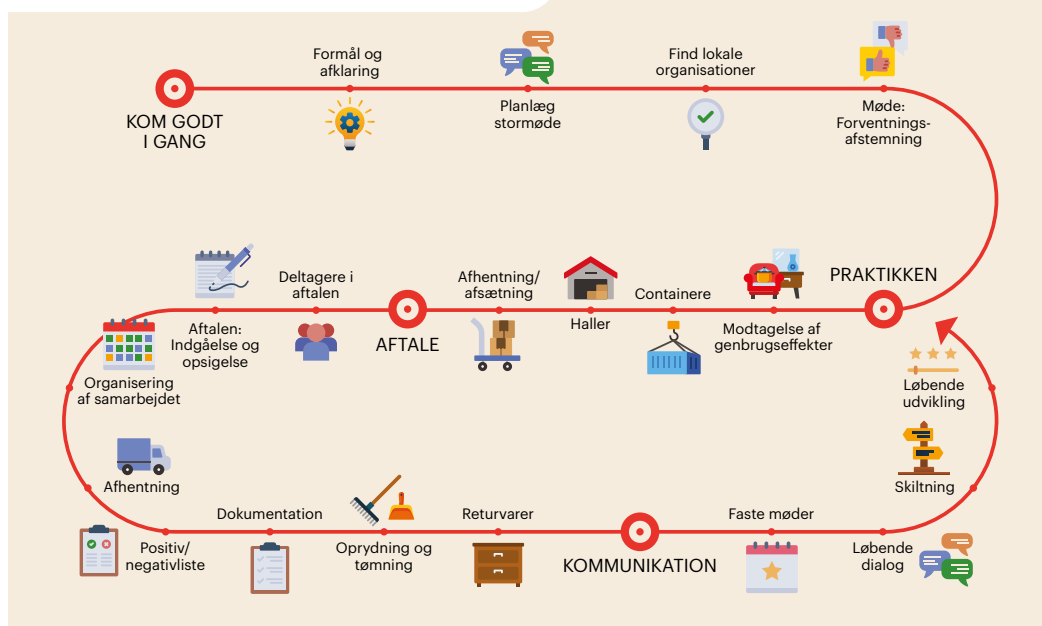 KOM GODT
I GANG
Formål og
afklaring
Planlæg
stormøde
Find lokale
organisationer
Møde:
Forventnings-
afstemning
PRAKTIKKEN
Modtagelse af
genbrugseffekter
Containere
Haller
Afhentning/
afsætning
AFTALE
Deltagere i
aftalen
Aftalen:
Indgåelse og
opsigelse
Organisering
af samarbejdet
Afhentning
Positiv/
negativliste
Dokumentation
Oprydning og
tømning
Returvarer
KOMMUNIKATION
Faste møder
Løbende
dialog
Skiltning
Løbende
udvikling